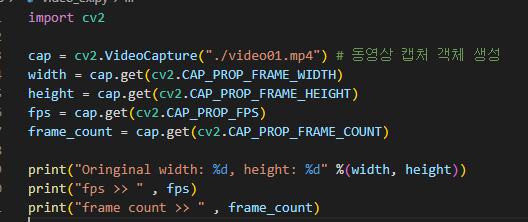 video_ex.py > ...
import cv2
cap = cv2.VideoCapture("./video01.mp4") # 동영상 캡처 객체 생성
width = cap.get(cv2.CAP_PROP_FRAME_WIDTH)
height = cap.get(cv2.CAP_PROP_FRAME_HEIGHT)
fps = cap.get(cv2.CAP_PROP_FPS)
frame_count = cap.get(cv2.CAP_PROP_FRAME_COUNT)
print("Oringinal width: %d, height: %d" %(width, height))
print("fps >> " , fps)
print("frame count >> " , frame_count)